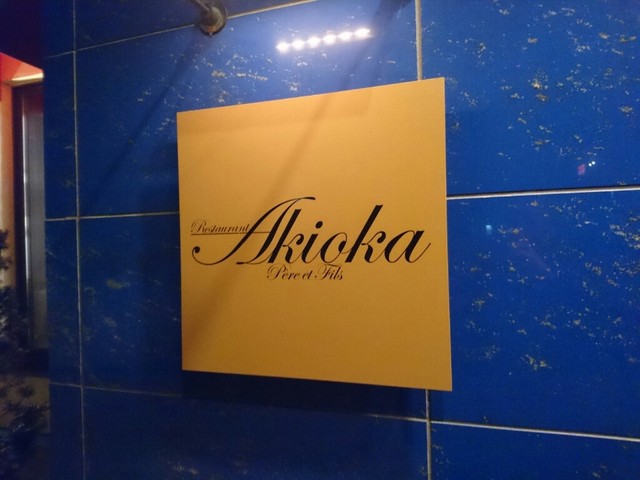 Restaurant
Akioka
Père et Fils